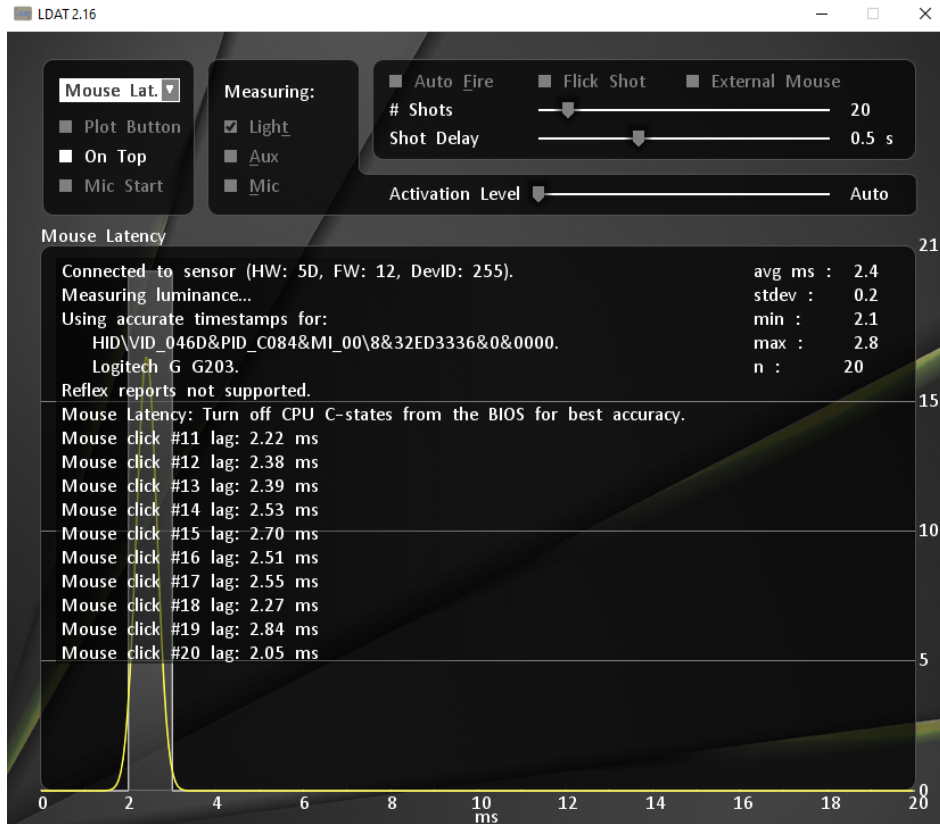 LDAT 2.16
Mouse Lat.
Plot Button
On Top
Mic Start
Measuring:
Light
Aux
Mic
Auto Fire Flick Shot External Mouse
# Shots 20
Shot Delay 0.5 s
Activation Level Auto
Mouse Latency
21
Connected to sensor (HW: 5D, FW: 12, DevID: 255). avg ms : 2.4
Measuring luminance... stdev : 0.2
Using accurate timestamps for: min : 2.1
HID\VID_046D&PID_C084&MI_00\8&32ED3336&0&0000. max : 2.8
Logitech G G203. n : 20
Reflex reports not supported.
15
Mouse Latency: Turn off CPU C-states from the BIOS for best accuracy.
Mouse click #11 lag: 2.22 ms
Mouse click #12 lag: 2.38 ms
Mouse click #13 lag: 2.39 ms
Mouse click #14 lag: 2.53 ms
Mouse click #15 lag: 2.70 ms
10
Mouse click #16 lag: 2.51 ms
Mouse click #17 lag: 2.55 ms
Mouse click #18 lag: 2.27 ms
Mouse click #19 lag: 2.84 ms
Mouse click #20 lag: 2.05 ms
5
0
0 2 4 6 8 10 12 14 16 18 20
ms